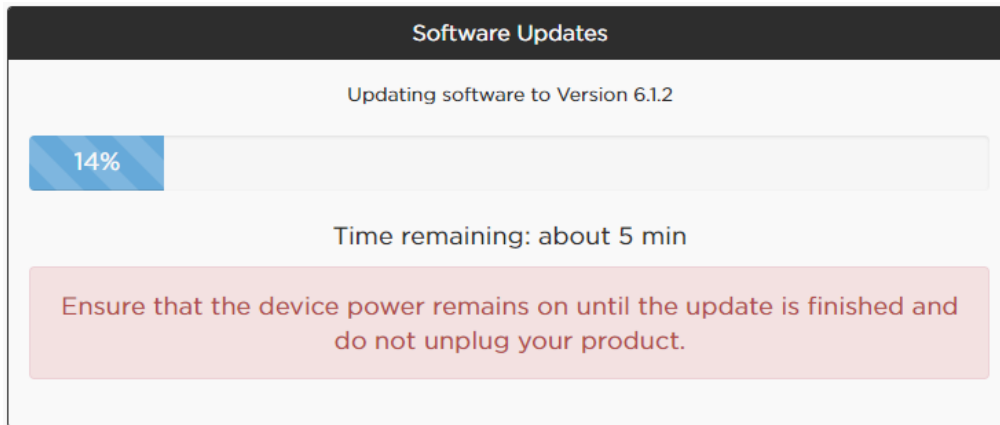 Software Updates
Updating software to Version 6.1.2
14%
Time remaining: about 5 min
Ensure that the device power remains on until the update is finished and
do not unplug your product.